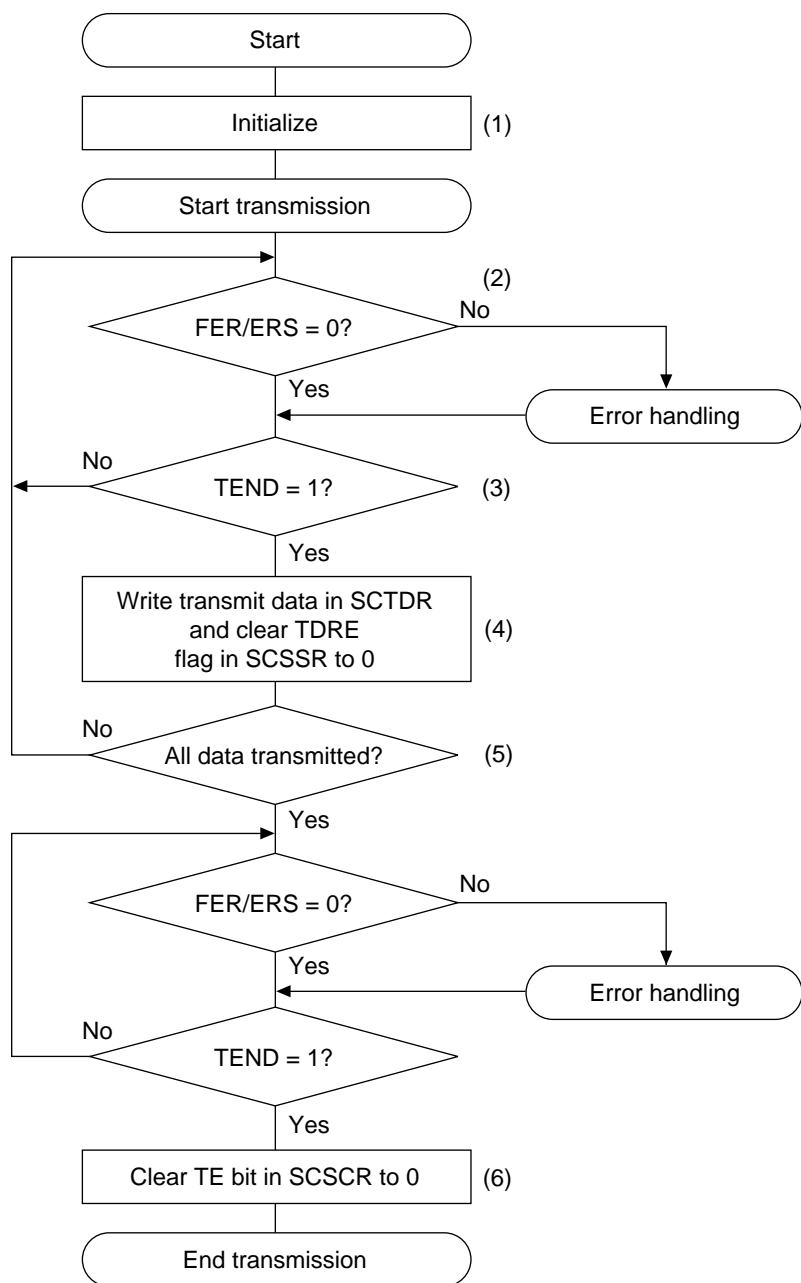 Start
Initialize
(1)
Start transmission
(2)
FER/ERS = 0?
No
Yes
Error handling
No
TEND = 1?
(3)
Yes
Write transmit data in SCTDR
and clear TDRE
flag in SCSSR to 0
(4)
No
All data transmitted?
(5)
Yes
FER/ERS = 0?
No
Yes
Error handling
No
TEND = 1?
Yes
Clear TE bit in SCSCR to 0
(6)
End transmission